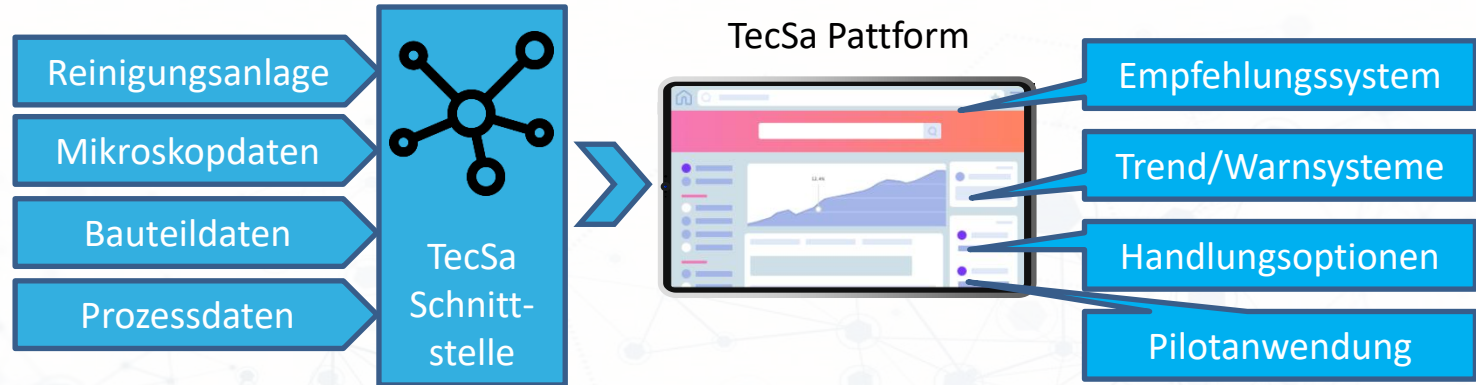 Reinigungsanlage
Mikroskopdaten
Bauteildaten
Prozessdaten
TecSa
Schnitt-
stelle
TecSa Pattform
Empfehlungssystem
Trend/Warnsysteme
Handlungsoptionen
Pilotanwendung